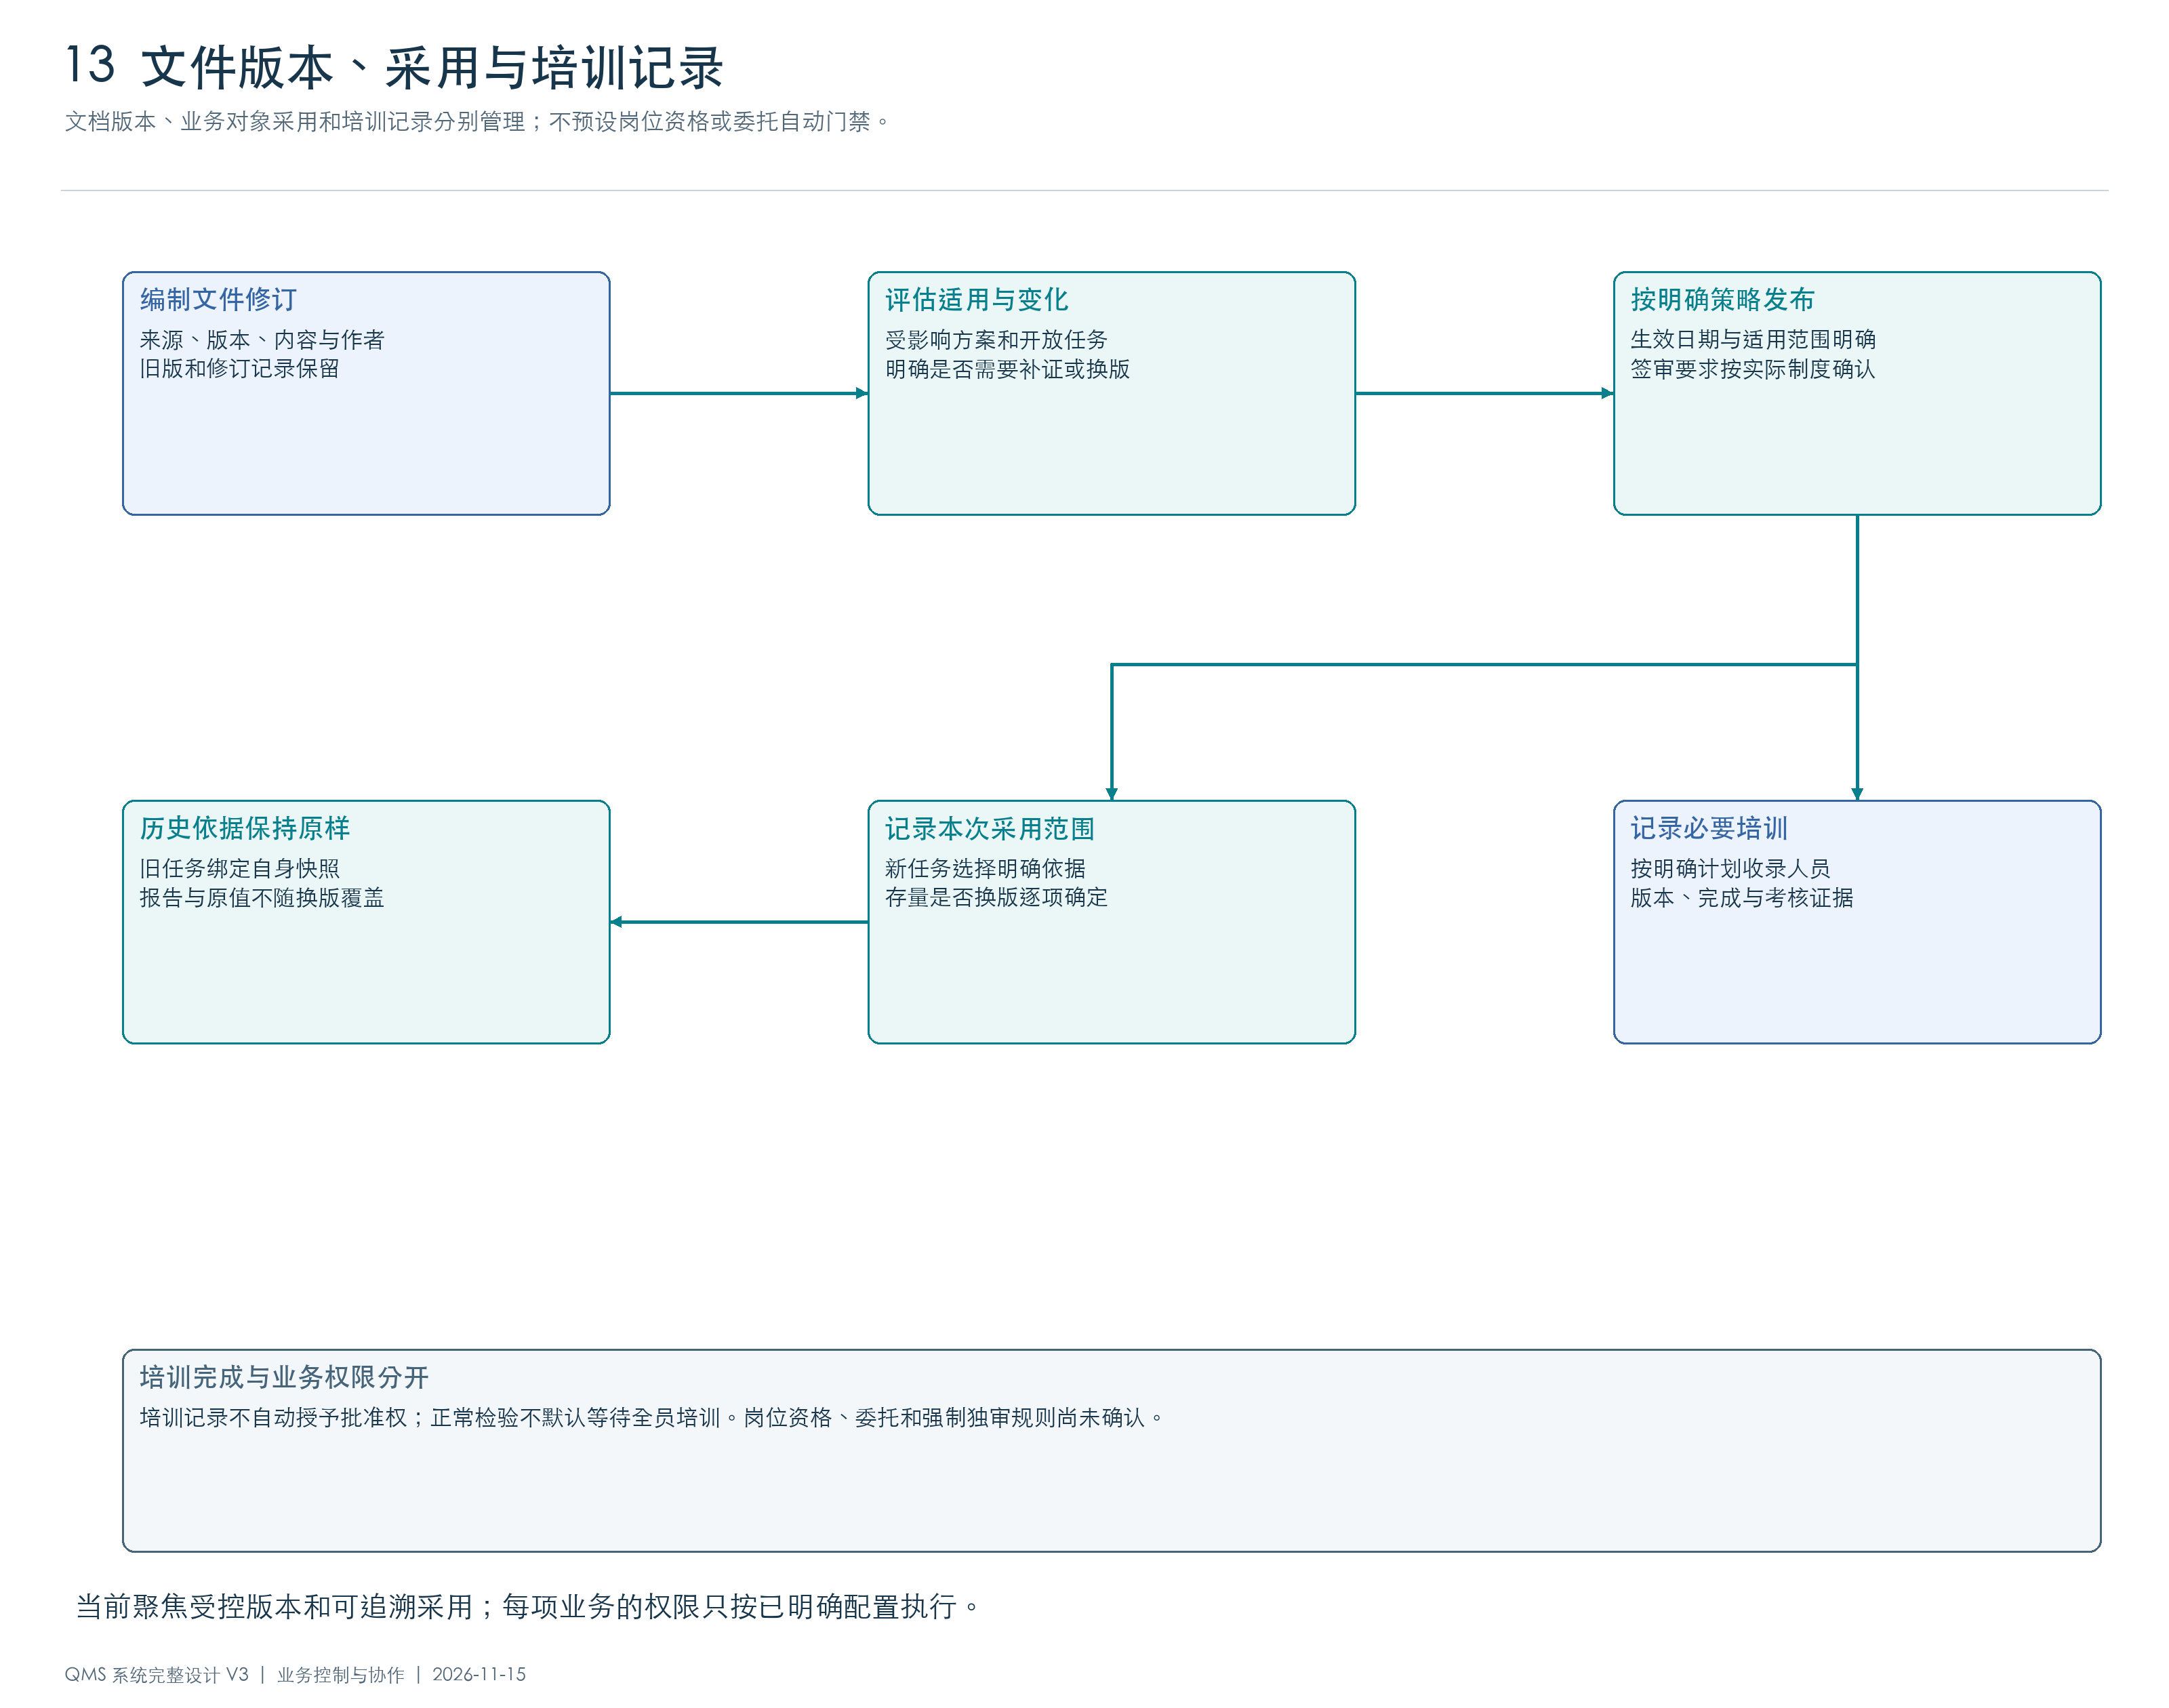 13 文件版本、采用与培训记录
文档版本、业务对象采用和培训记录分别管理；不预设岗位资格或委托自动门禁。
编制文件修订
来源、版本、内容与作者
旧版和修订记录保留
评估适用与变化
受影响方案和开放任务
明确是否需要补证或换版
按明确策略发布
生效日期与适用范围明确
签审要求按实际制度确认
历史依据保持原样
旧任务绑定自身快照
报告与原值不随换版覆盖
记录本次采用范围
新任务选择明确依据
存量是否换版逐项确定
记录必要培训
按明确计划收录人员
版本、完成与考核证据
培训完成与业务权限分开
培训记录不自动授予批准权；正常检验不默认等待全员培训。岗位资格、委托和强制独审规则尚未确认。
当前聚焦受控版本和可追溯采用；每项业务的权限只按已明确配置执行。
QMS 系统完整设计 V3 | 业务控制与协作 | 2026-11-15